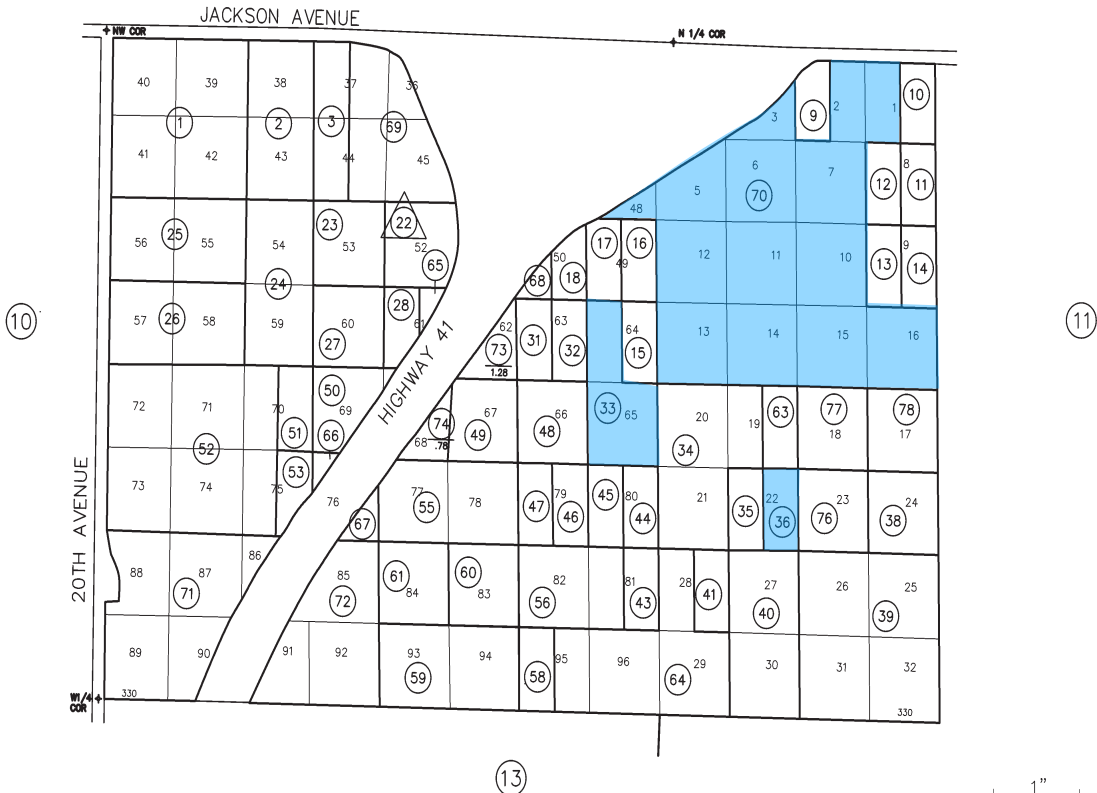 JACKSON AVENUE
NW COR
N 1/4 COR
40 39 38 37 36
1 2 3 69
41 42 43 44 45
3 9 2 1 10
6 7 12 8 11
5 70
48
25 23 22
56 55 54 53 52
24 65
17 16 49
12 11 10 13 9 14
50 68 18
57 26 58 59 60 28 61
27
10
HIGHWAY 41
62 31 63 32 64 15
73
1.28
13 14 15 16
11
72 71 70 50 69
51 66
52
74 68 67 49 48 66 33 65
.78
20 34 19 63 77 18 78 17
20TH AVENUE
73 74 75 53
76 67 77 55 78 47 79 46 45 80 44
21 35 22 36 76 23 38 24
88 87 86
71
85 72 61 84 60 83 82 56 81 43
28 41 27 40 26 25 39
89 90 91 92 93 94 95 96 29 30 31 32
59 58 64
W1/4
COR
330
330
13
1”